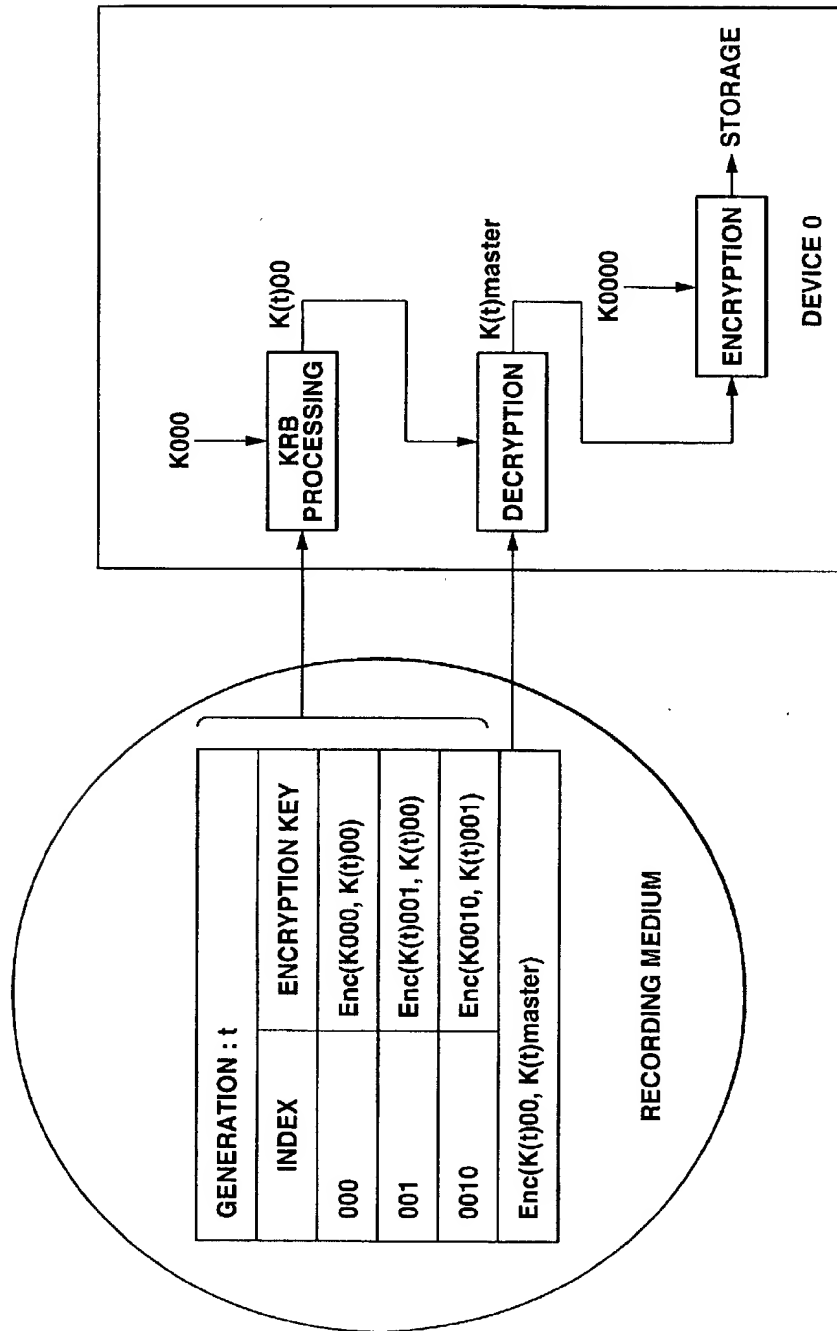 GENERATION : t
INDEX ENCRYPTION KEY
000 Enc(K000, K(t)00)
001 Enc(K(t)001, K(t)00)
0010 Enc(K0010, K(t)001)
Enc(K(t)00, K(t)master)
RECORDING MEDIUM
K000
KRB
PROCESSING
K(t)00
DECRYPTION
K(t)master
K0000
ENCRYPTION
STORAGE
DEVICE 0